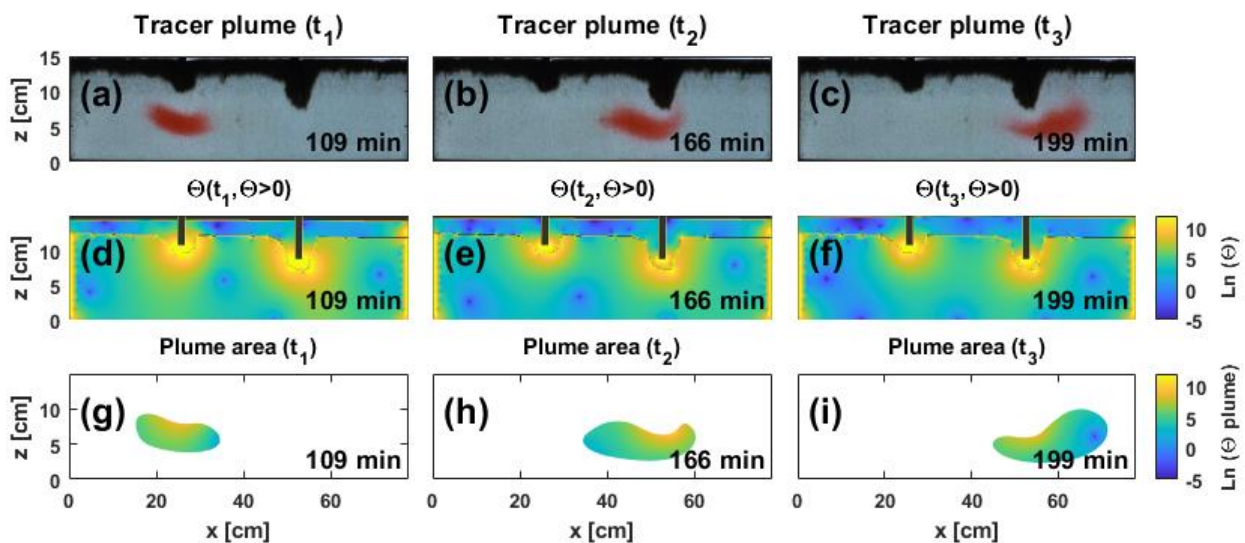 Tracer plume (t1) Tracer plume (t2) Tracer plume (t3)
15
10
5
0
z [cm]
(a) 109 min (b) 166 min (c) 199 min
Θ(t1,Θ>0) Θ(t2,Θ>0) Θ(t3,Θ>0)
10
5
0
z [cm]
(d) 109 min (e) 166 min (f) 199 min
10
5
0
-5
Ln (Θ)
Plume area (t1) Plume area (t2) Plume area (t3)
10
5
0
z [cm]
(g) 109 min (h) 166 min (i) 199 min
10
5
0
-5
Ln (Θ plume)
0 20 40 60 0 20 40 60 0 20 40 60
x [cm] x [cm] x [cm]